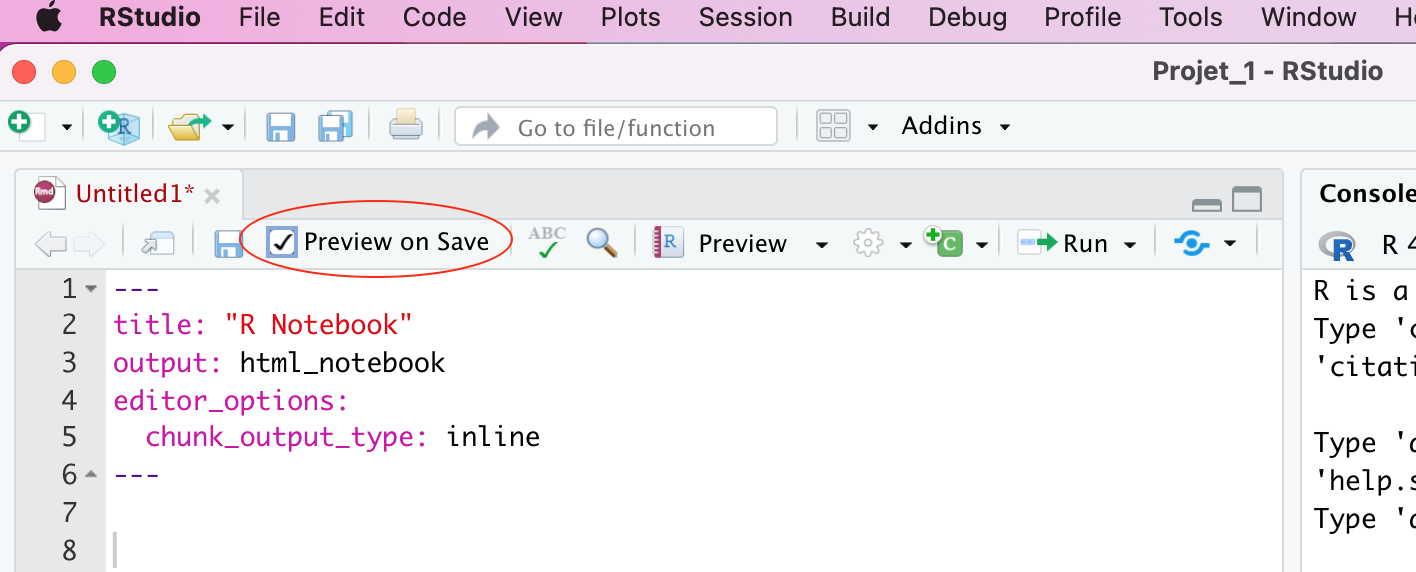 RStudio File Edit Code View Plots Session Build Debug Profile Tools Window
Projet_1 - RStudio
R Go to file/function Addins
Rmd Untitled1* Console
Preview on Save ABC R Preview C Run R R 4
1 ---
2 title: "R Notebook"
3 output: html_notebook
4 editor_options:
5 chunk_output_type: inline
6 ---
7
8
R is a
Type '
'citati
Type '
'help.s
Type '